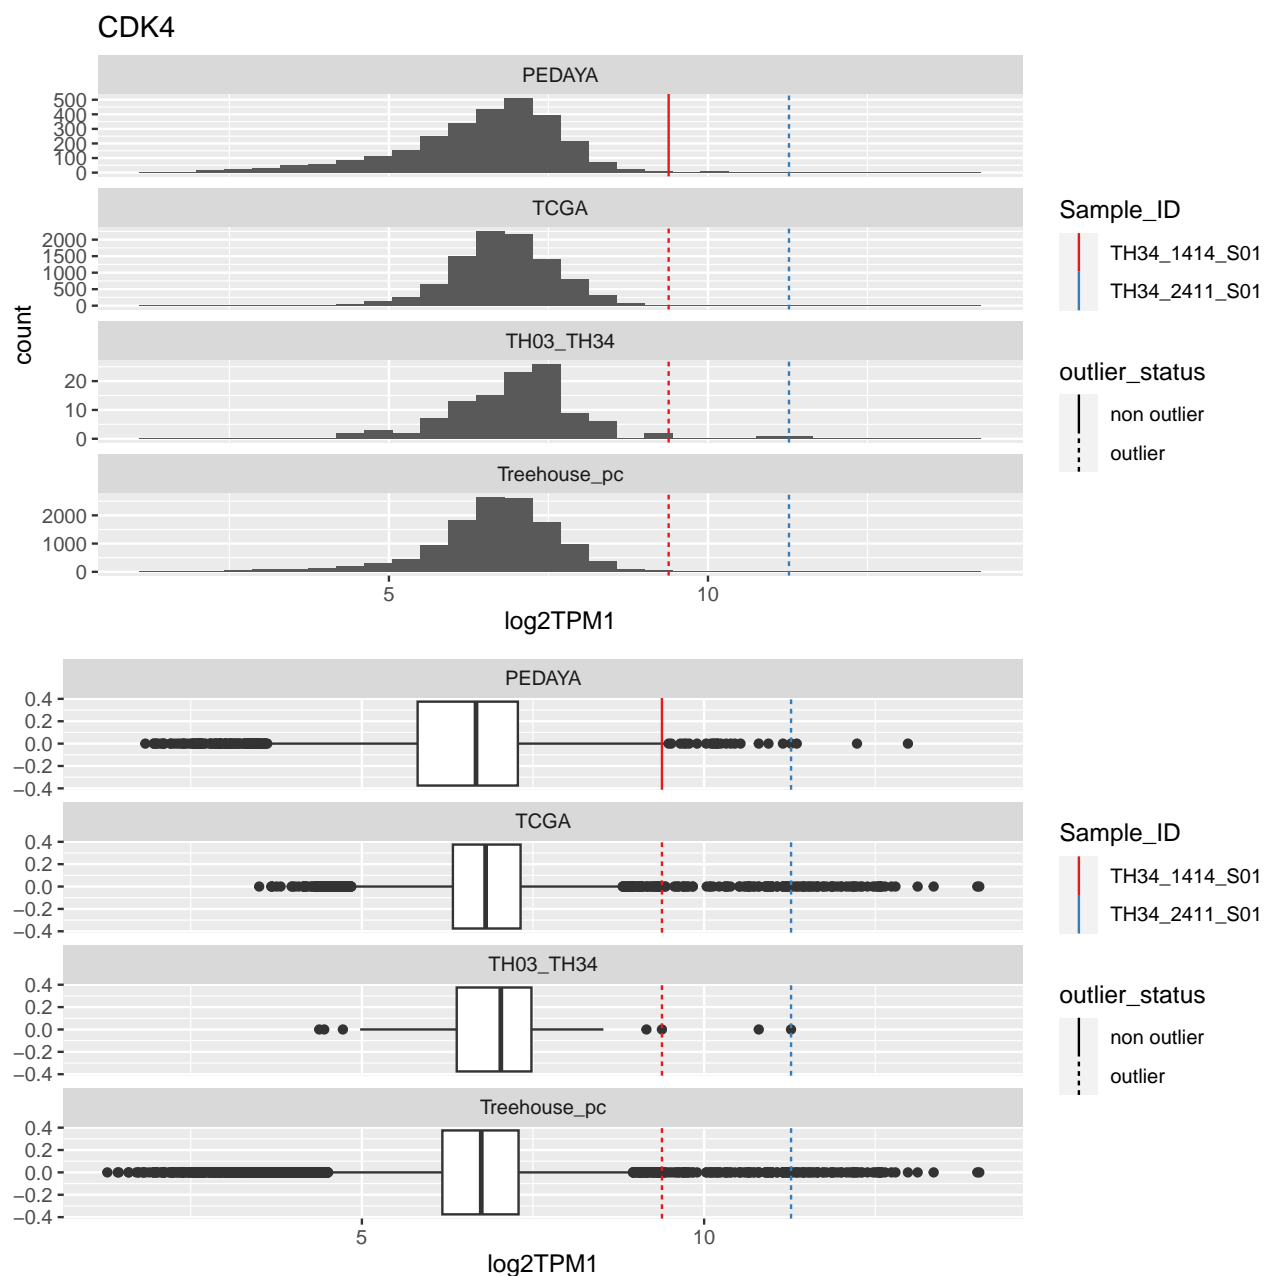 CDK4
PEDAYA
500
400
300
200
100
0
TCGA
2000
1500
1000
500
0
TH03_TH34
20
10
0
Treehouse_pc
2000
1000
0
5 10
log2TPM1
count
Sample_ID
TH34_1414_S01
TH34_2411_S01
outlier_status
non outlier
outlier
PEDAYA
0.4
0.2
0.0
−0.2
−0.4
TCGA
0.4
0.2
0.0
−0.2
−0.4
TH03_TH34
0.4
0.2
0.0
−0.2
−0.4
Treehouse_pc
0.4
0.2
0.0
−0.2
−0.4
5 10
log2TPM1
Sample_ID
TH34_1414_S01
TH34_2411_S01
outlier_status
non outlier
outlier